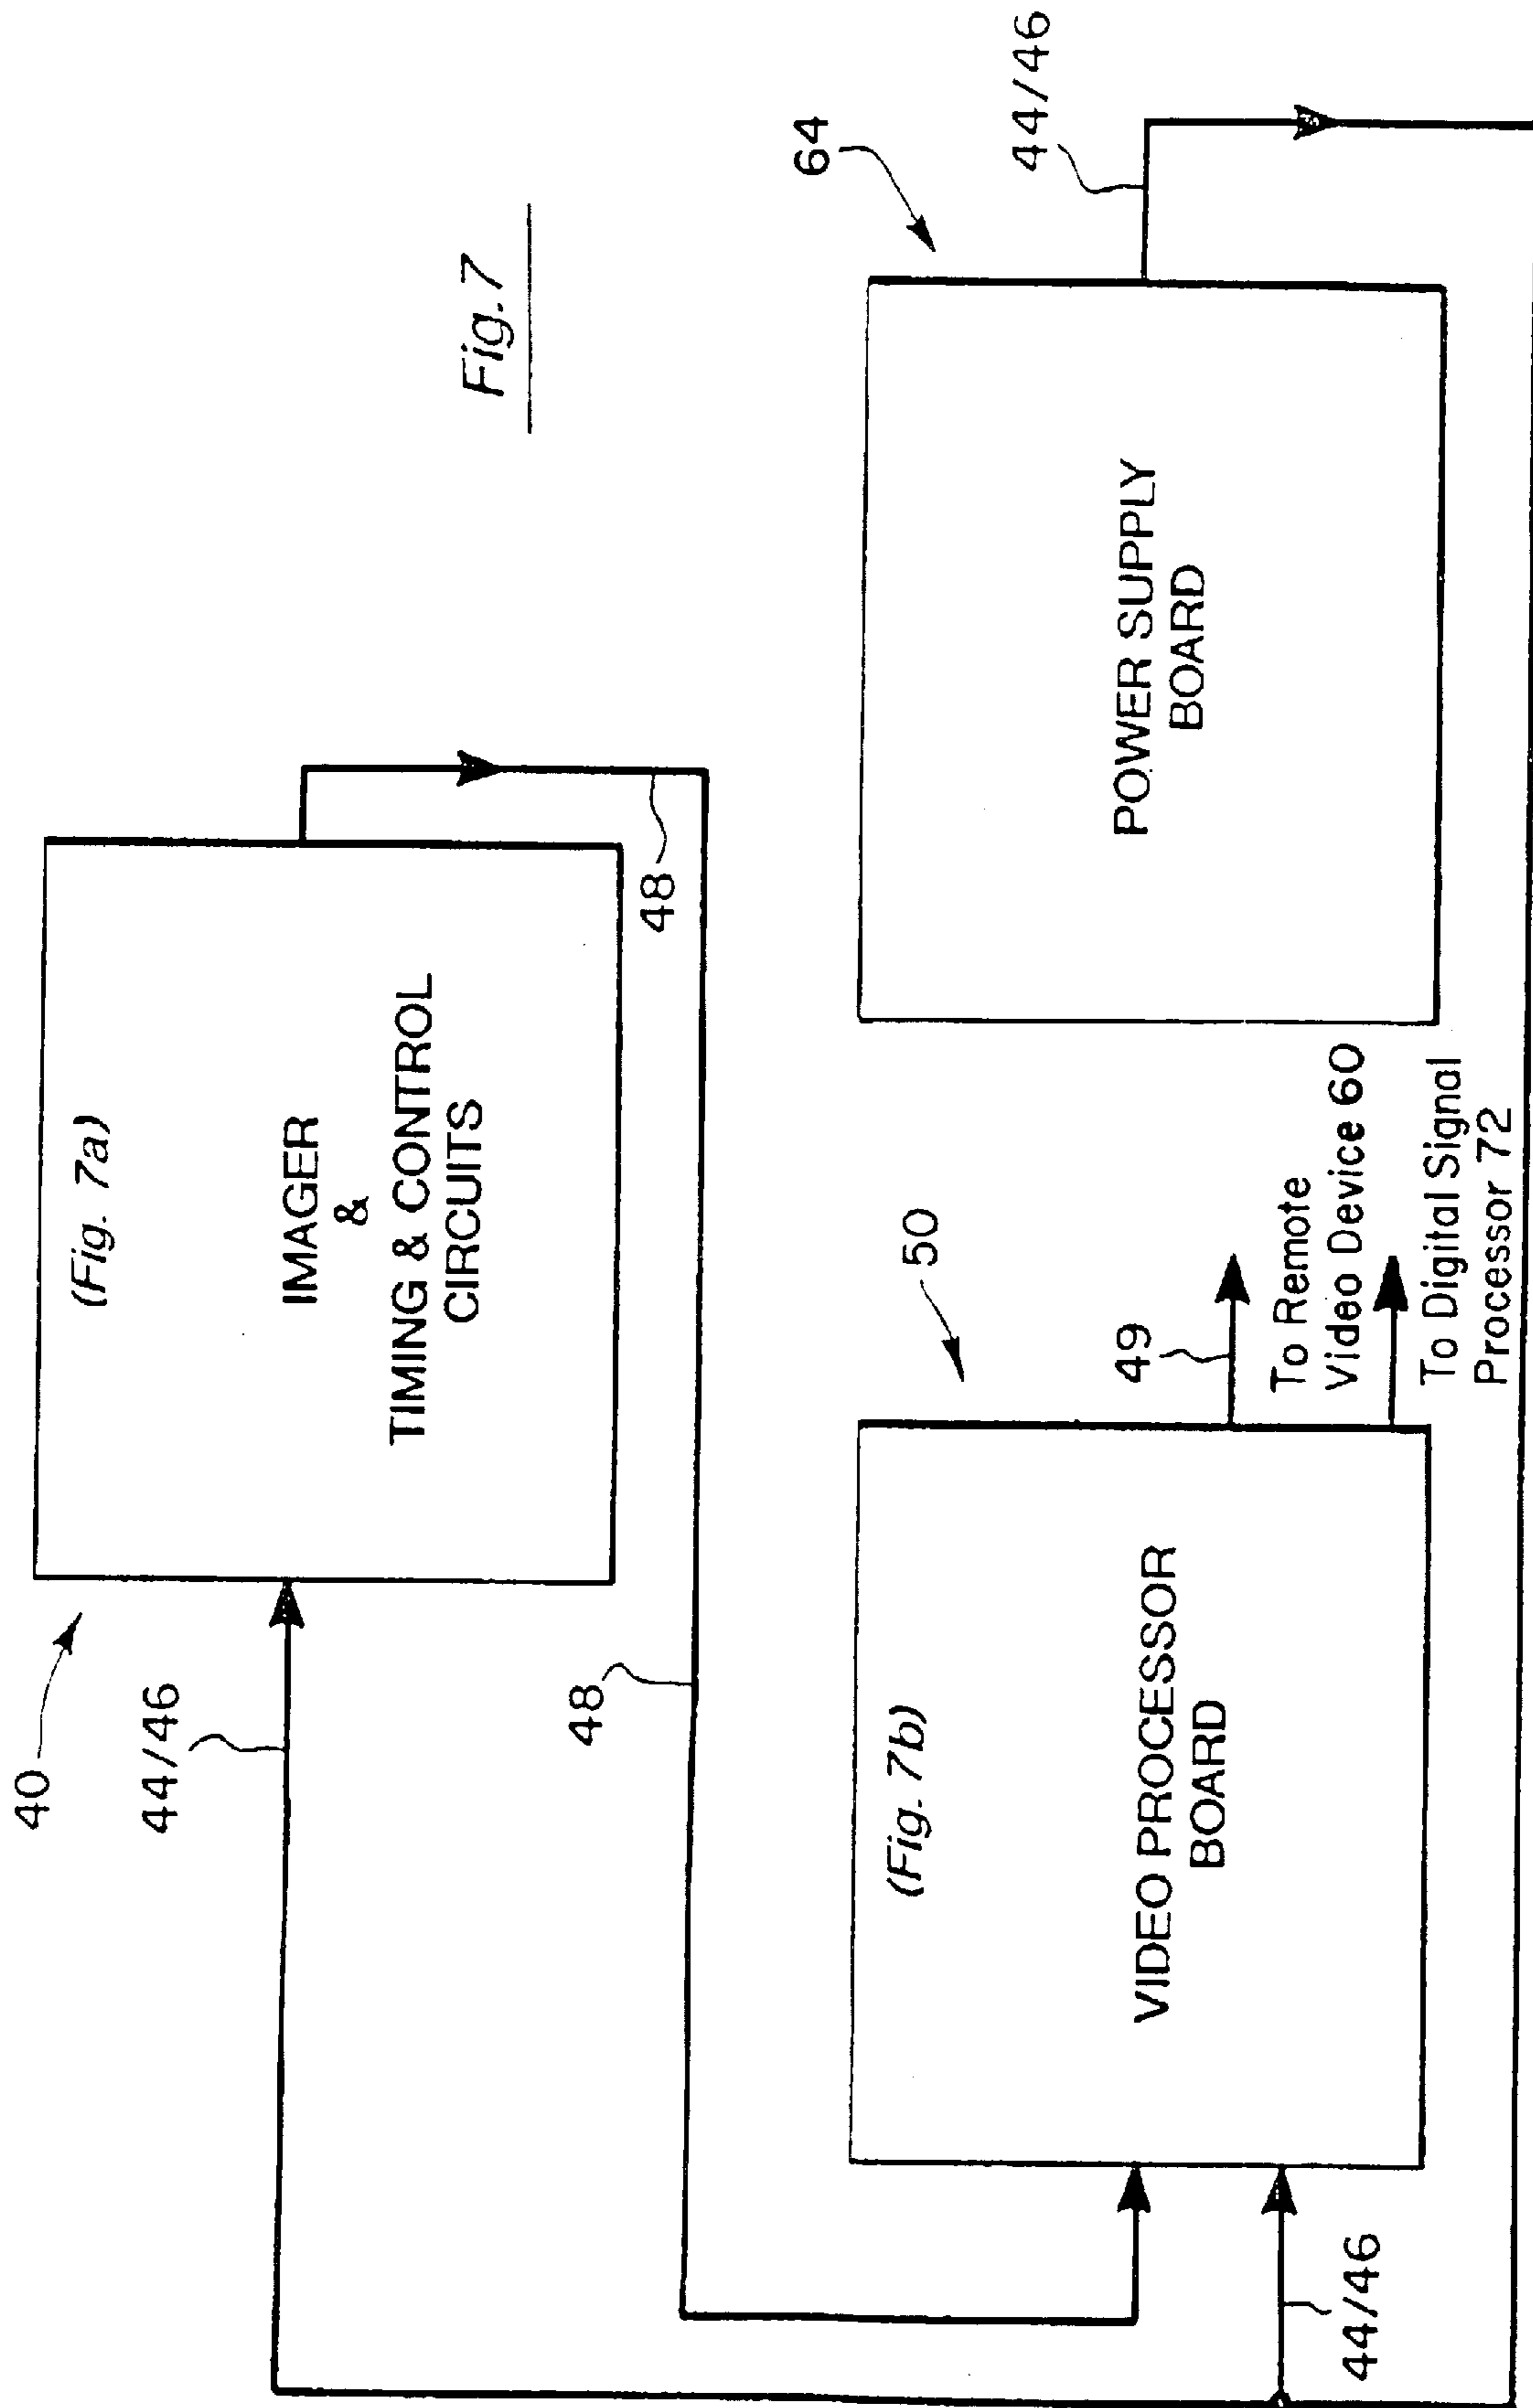 40
44/46
(Fig. 7a)
IMAGER
&
TIMING & CONTROL
CIRCUITS
48
Fig. 7
48
(Fig. 7b)
VIDEO PROCESSOR
BOARD
44/46
50
49
To Remote
Video Device 60
To Digital Signal
Processor 72
POWER SUPPLY
BOARD
64
44/46